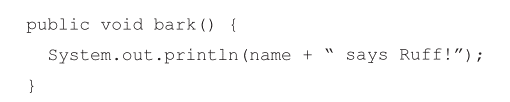 public void bark() {
System.out.println(name + “ says Ruff!”);
}